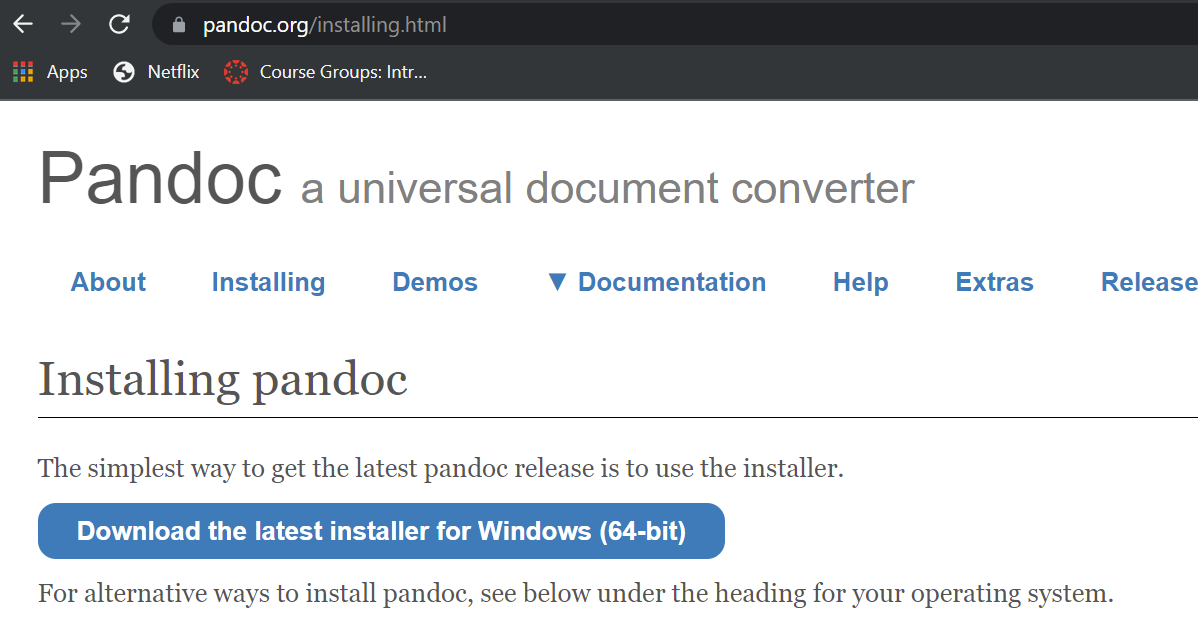 pandoc.org/installing.html
Apps Netflix Course Groups: Intr...
Pandoc a universal document converter
About Installing Demos ▼ Documentation Help Extras Release
Installing pandoc
The simplest way to get the latest pandoc release is to use the installer.
Download the latest installer for Windows (64-bit)
For alternative ways to install pandoc, see below under the heading for your operating system.